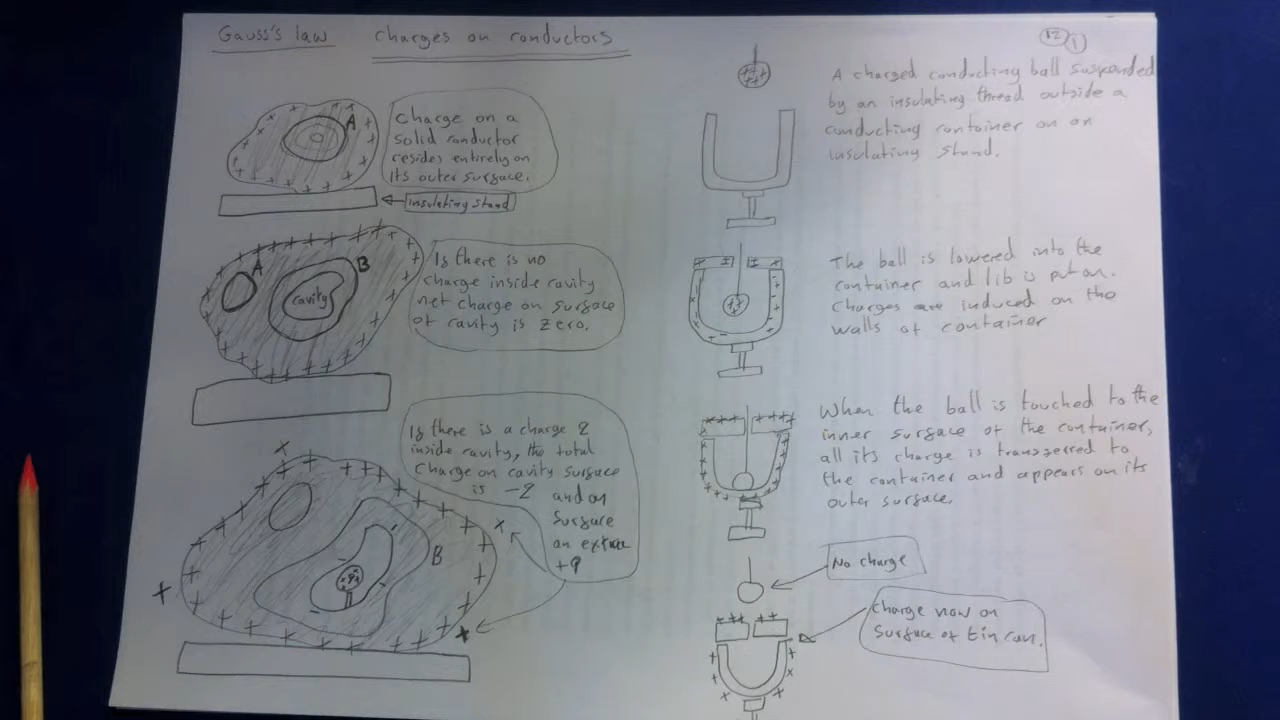 Gauss's law charges on conductors
12 1
A
Charge on a
solid conductor
resides entirely on
its outer surface.
insulating stand
A
B
cavity
If there is no
charge inside cavity
net charge on surface
of cavity is zero.
If there is a charge q
inside cavity, the total
charge on cavity surface
is -q and on
surface
an extra
+q
B
A charged conducting ball suspended
by an insulating thread outside a
conducting container on an
insulating stand.
The ball is lowered into the
container and lib is put on.
charges are induced on the
walls of container
When the ball is touched to the
inner surface of the container,
all its charge is transferred to
the container and appears on its
outer surface.
No charge
charge now on
surface of tin can.